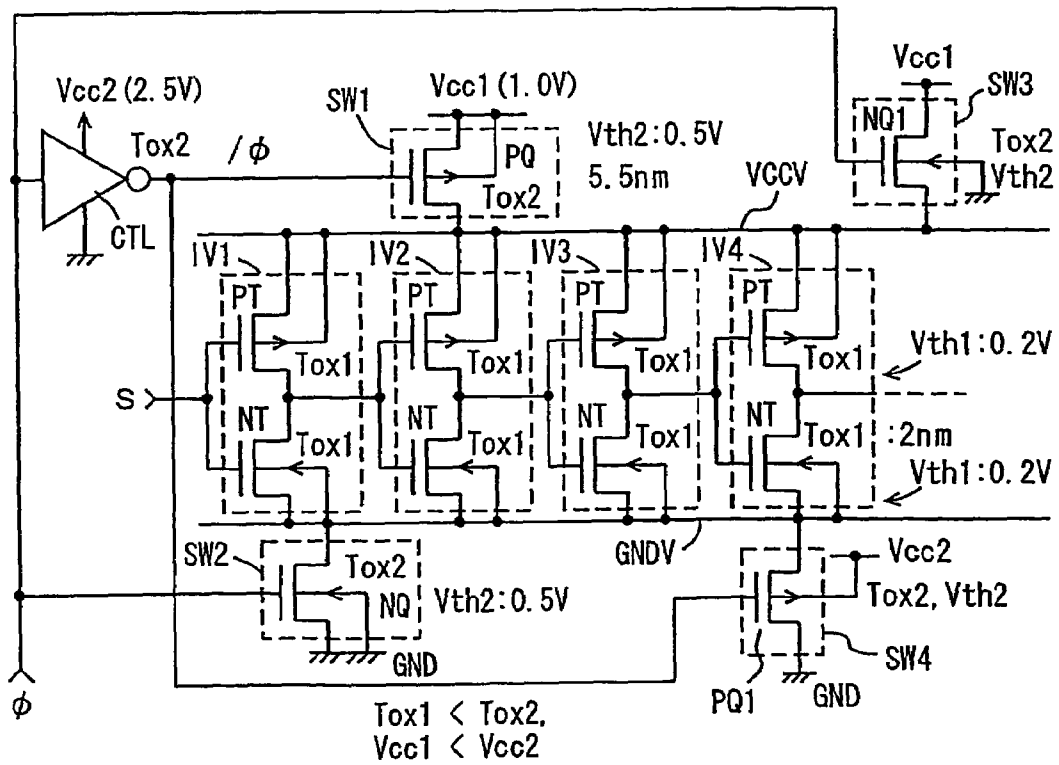 Vcc2(2.5V)
Tox2
CTL
/φ
SW1
Vcc1(1.0V)
PQ
Tox2
Vth2:0.5V
5.5nm
Vcc1
SW3
NQ1
Tox2
Vth2
VCCV
IV1
PT
Tox1
NT
Tox1
IV2
PT
Tox1
NT
Tox1
IV3
PT
Tox1
NT
Tox1
IV4
PT
Tox1
NT
Tox1
Vth1:0.2V
:2nm
Vth1:0.2V
S
GNDV
SW2
Tox2
NQ
Vth2:0.5V
GND
Vcc2
Tox2, Vth2
SW4
PQ1
GND
φ
Tox1 < Tox2,
Vcc1 < Vcc2